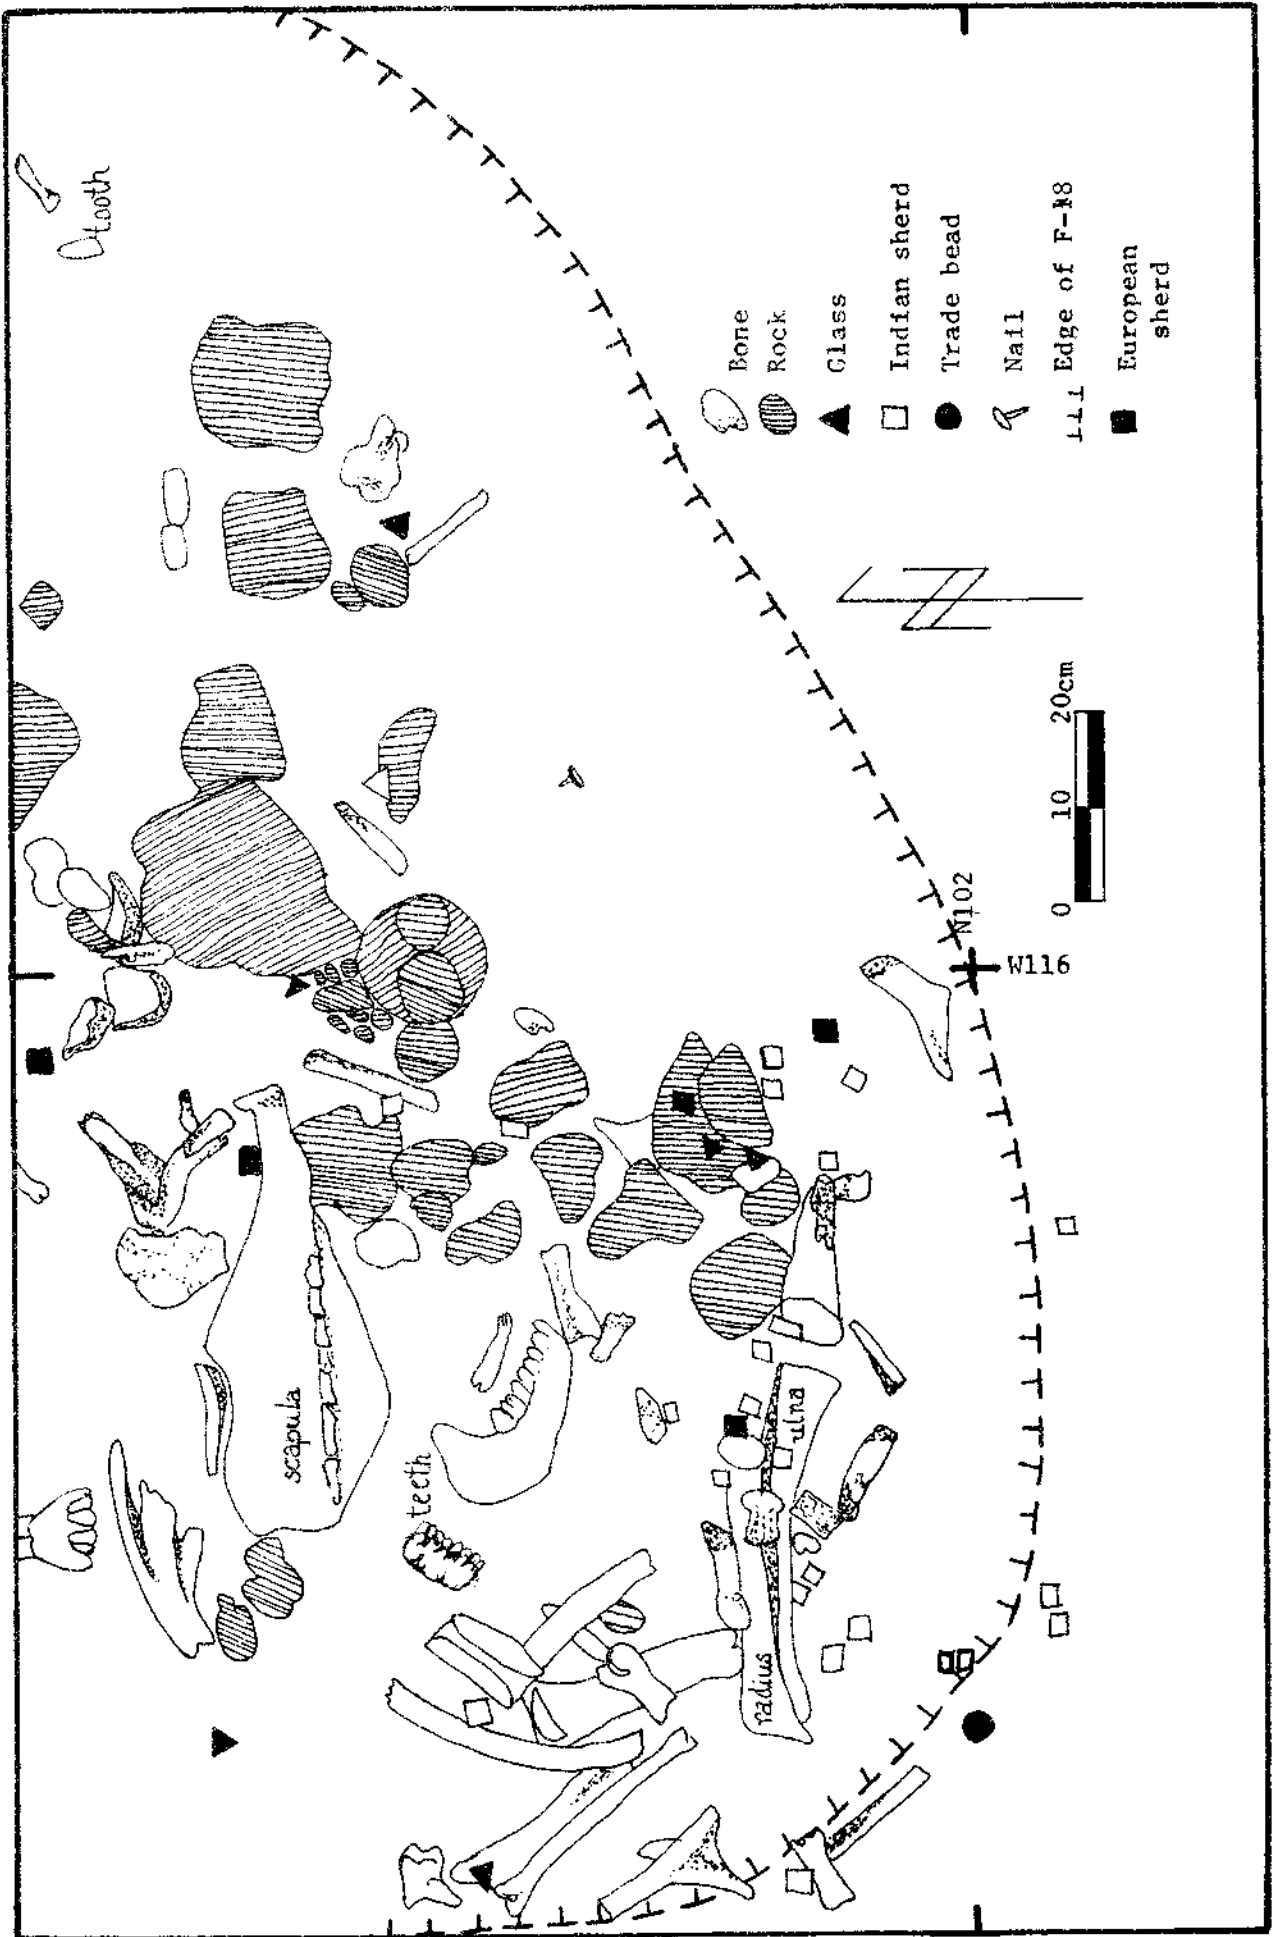 tooth
Bone
Rock
Glass
Indian sherd
Trade bead
Nail
Edge of F-18
European
sherd
0 10 20cm
N102
W116
scapula
teeth
ulna
radius